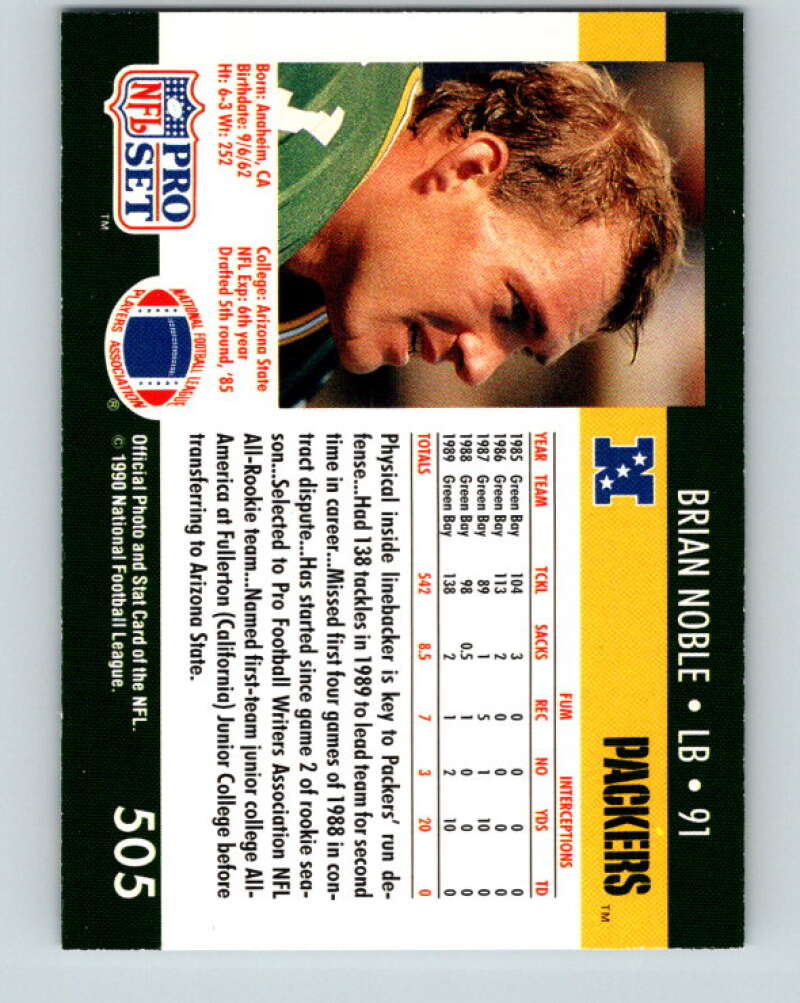 BRIAN NOBLE • LB • 91
PACKERS™
N
Born: Anaheim, CA
Birthdate: 9/6/62
Ht: 6-3 Wt: 252
College: Arizona State
NFL Exp: 6th year
Drafted 5th round, '85
FUM INTERCEPTIONS
YEAR TEAM TCKL SACKS REC NO YDS TD
1985 Green Bay 104 3 0 0 0 0
1986 Green Bay 113 2 0 0 0 0
1987 Green Bay 89 1 5 1 10 0
1988 Green Bay 98 0.5 1 0 0 0
1989 Green Bay 138 2 1 2 10 0
TOTALS 542 8.5 7 3 20 0
Physical inside linebacker is key to Packers' run de-
fense...Had 138 tackles in 1989 to lead team for second
time in career...Missed first four games of 1988 in con-
tract dispute...Has started since game 2 of rookie sea-
son...Selected to Pro Football Writers Association NFL
All-Rookie team...Named first-team junior college All-
America at Fullerton (California) Junior College before
transferring to Arizona State.
NFL
PRO
SET
™
NATIONAL FOOTBALL LEAGUE
PLAYERS ASSOCIATION
®
Official Photo and Stat Card of the NFL.
© 1990 National Football League.
505